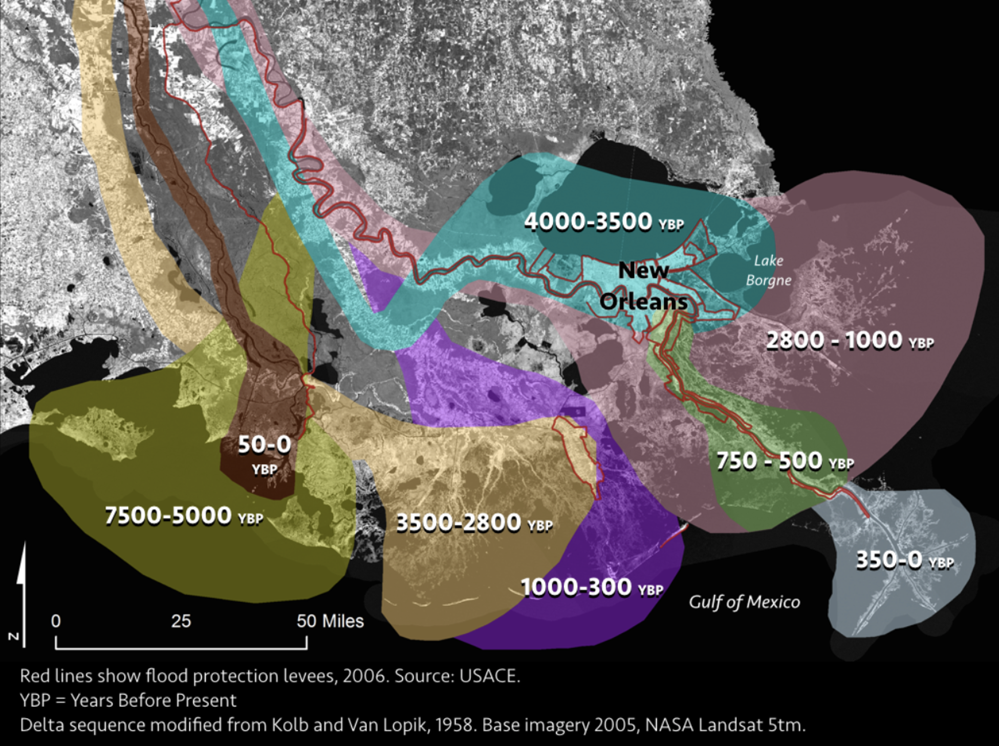 4000-3500 YBP
New
Orleans
Lake
Borgne
2800 - 1000 YBP
50-0
YBP
750 - 500 YBP
7500-5000 YBP
3500-2800 YBP
350-0 YBP
1000-300 YBP
Gulf of Mexico
0 25 50 Miles
N
Red lines show flood protection levees, 2006. Source: USACE.
YBP = Years Before Present
Delta sequence modified from Kolb and Van Lopik, 1958. Base imagery 2005, NASA Landsat 5tm.